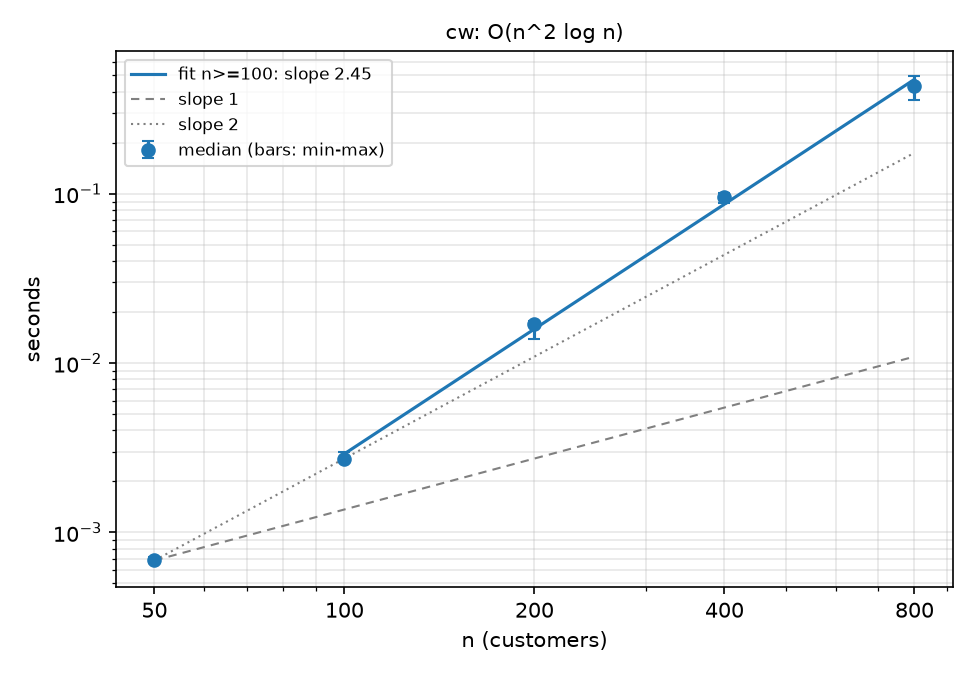 cw: O(n^2 log n)
fit n>=100: slope 2.45
slope 1
slope 2
median (bars: min-max)
seconds
10⁻¹
10⁻²
10⁻³
50 100 200 400 800
n (customers)